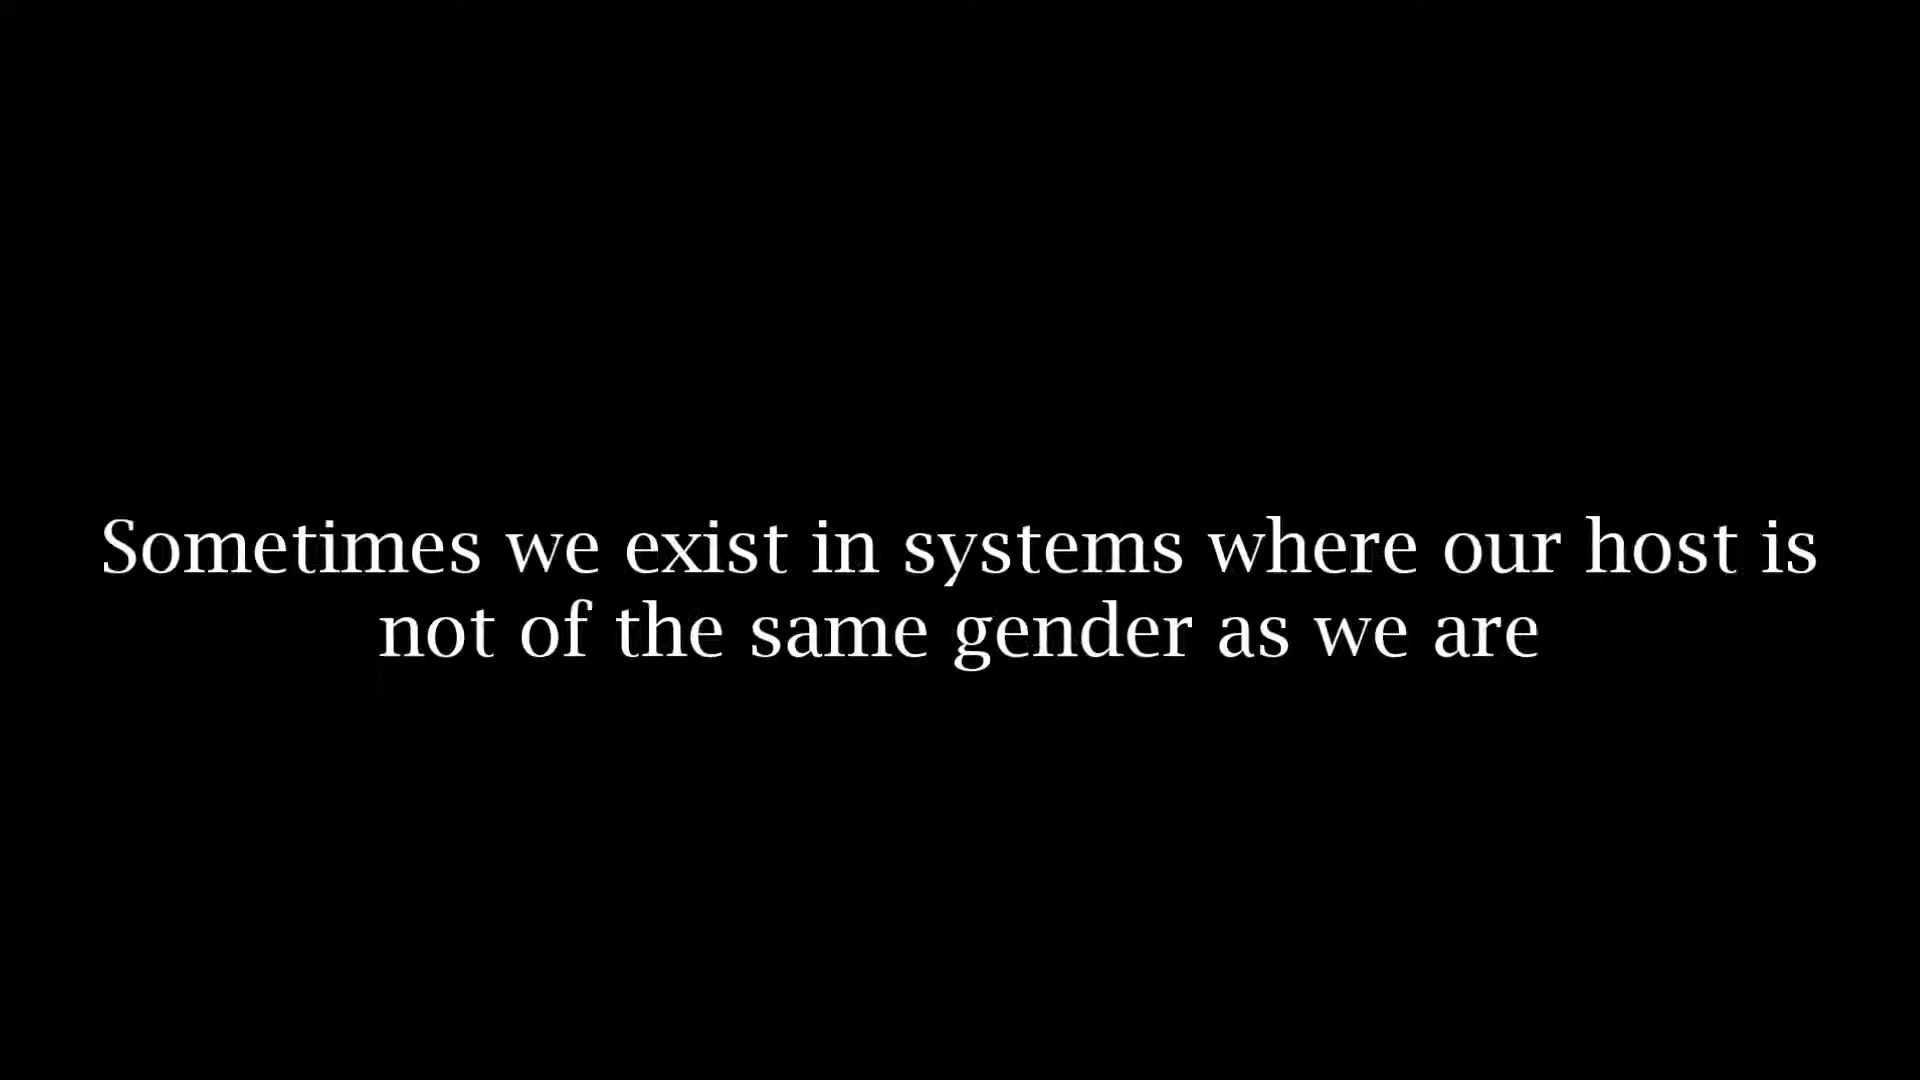 Sometimes we exist in systems where our host is
not of the same gender as we are